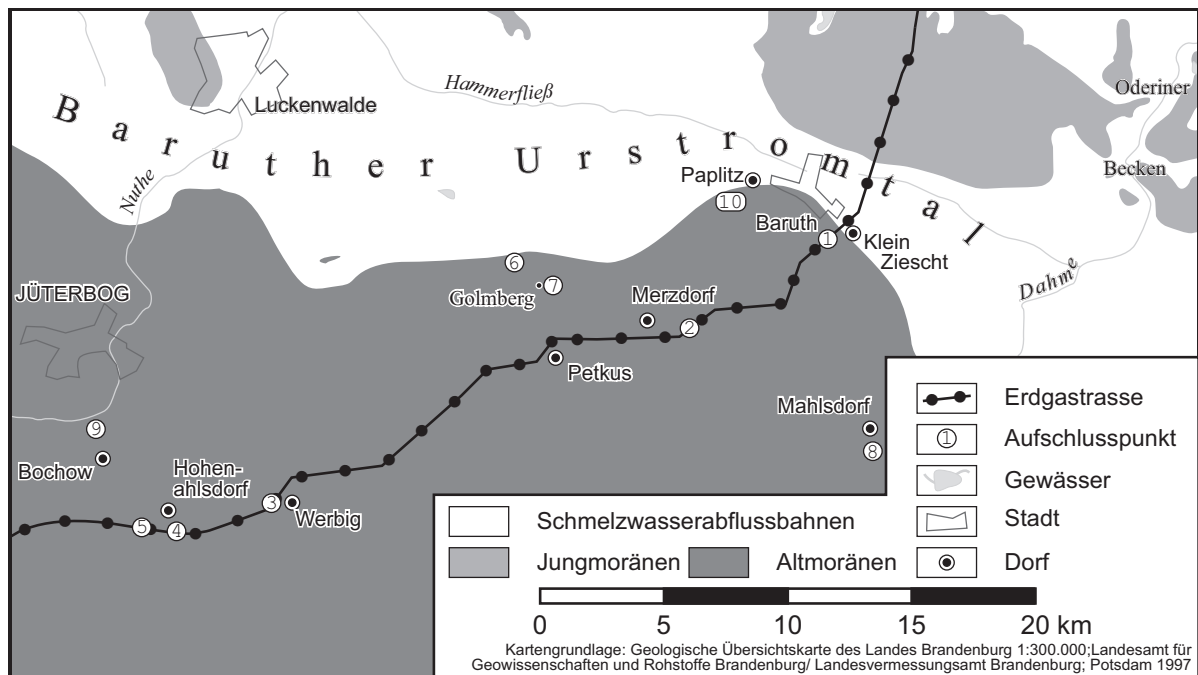 Baruther Urstromtal
Hammerfließ
Oderiner
Becken
Luckenwalde
Nuthe
Paplitz
10
Baruth
1
Klein
Ziescht
Dahme
6
7
Golmberg
JÜTERBOG
Merzdorf
2
Petkus
Mahlsdorf
8
9
Bochow
Hohen-
ahlsdorf
3
Werbig
5
4
Erdgastrasse
1 Aufschlusspunkt
Gewässer
Schmelzwasserabflussbahnen
Stadt
Jungmoränen
Altmoränen
Dorf
0 5 10 15 20 km
Kartengrundlage: Geologische Übersichtskarte des Landes Brandenburg 1:300.000;Landesamt für
Geowissenschaften und Rohstoffe Brandenburg/ Landesvermessungsamt Brandenburg; Potsdam 1997